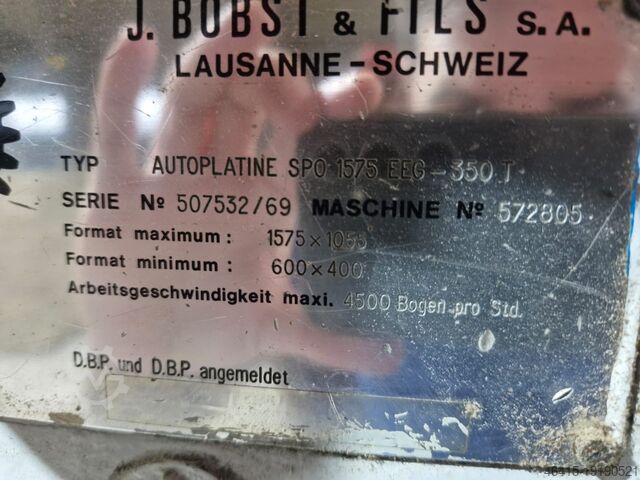 J. BOBST & FILS S.A.
LAUSANNE-SCHWEIZ
TYP AUTOPLATINE SPO 1575 EEG-350 T
SERIE Nº 507532/69 MASCHINE Nº 572805
Format maximum: 1575×105
Format minimum: 600×400
Arbeitsgeschwindigkeit maxi. 4500 Bogen pro Std.
D.B.P. und D.B.P. angemeldet